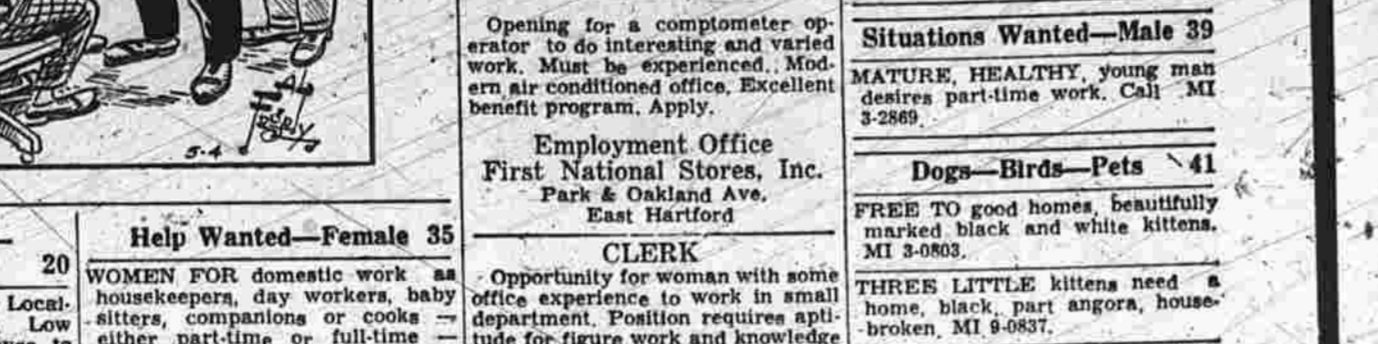 5-4
20
Local-
Low
Help Wanted—Female 35
WOMEN FOR domestic work as
housekeepers, day workers, baby
sitters, companions or cooks —
either part-time or full-time —
Opening for a comptometer op-
erator to do interesting and varied
work. Must be experienced. Mod-
ern air conditioned office. Excellent
benefit program. Apply.
Employment Office
First National Stores, Inc.
Park & Oakland Ave.
East Hartford
CLERK
Opportunity for woman with some
office experience to work in small
department. Position requires apti-
tude for figure work and knowledge
Situations Wanted—Male 39
MATURE, HEALTHY, young man
desires part-time work. Call MI
3-2869.
Dogs—Birds—Pets 41
FREE TO good homes, beautifully
marked black and white kittens.
MI 3-0803.
THREE LITTLE kittens need a
home, black, part angora, house-
broken. MI 9-0837.